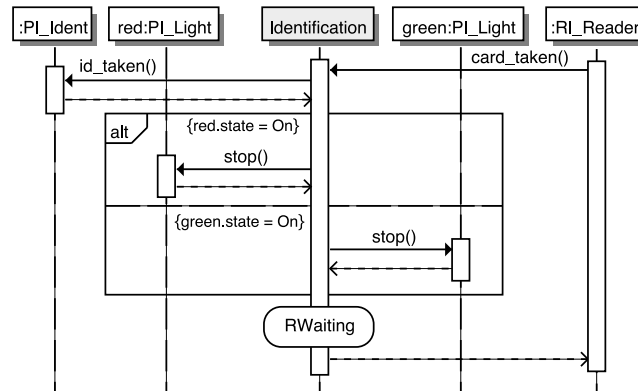 :PI_Ident
red:PI_Light
Identification
green:PI_Light
:RI_Reader
id_taken()
card_taken()
alt
{red.state = On}
stop()
{green.state = On}
stop()
RWaiting